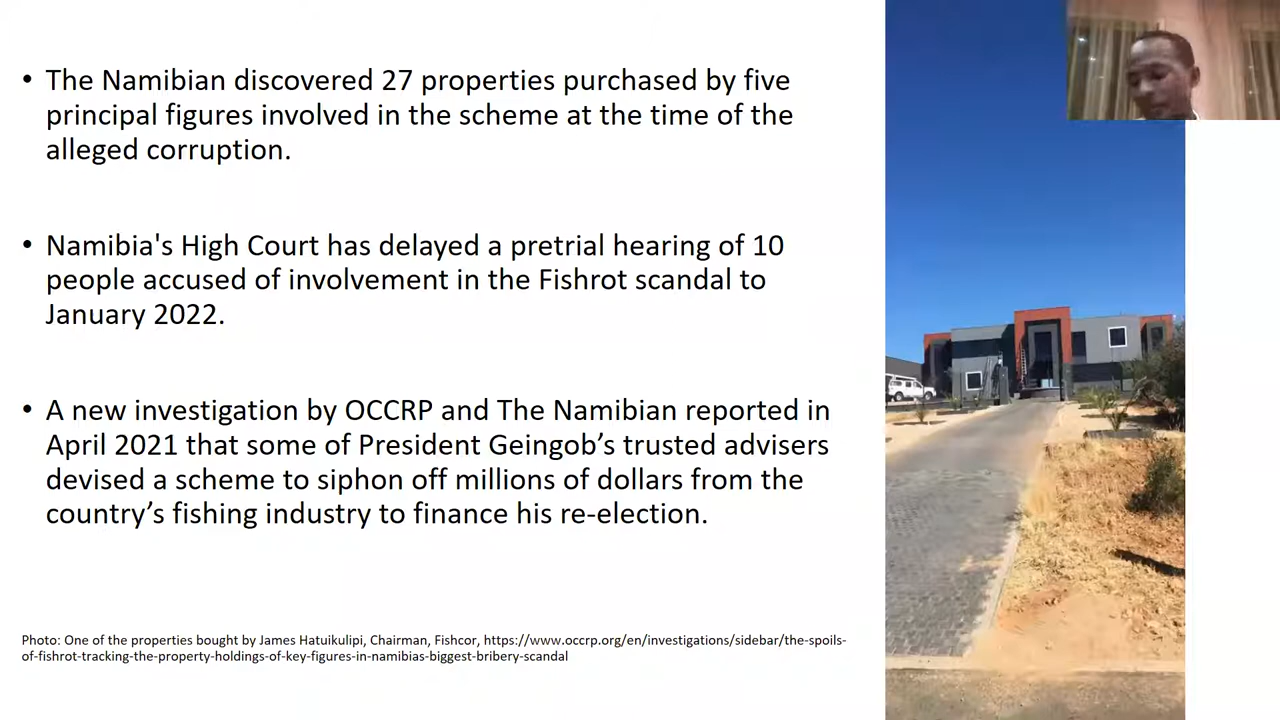 • The Namibian discovered 27 properties purchased by five
principal figures involved in the scheme at the time of the
alleged corruption.
• Namibia's High Court has delayed a pretrial hearing of 10
people accused of involvement in the Fishrot scandal to
January 2022.
• A new investigation by OCCRP and The Namibian reported in
April 2021 that some of President Geingob’s trusted advisers
devised a scheme to siphon off millions of dollars from the
country’s fishing industry to finance his re-election.
Photo: One of the properties bought by James Hatuikulipi, Chairman, Fishcor, https://www.occrp.org/en/investigations/sidebar/the-spoils-
of-fishrot-tracking-the-property-holdings-of-key-figures-in-namibias-biggest-bribery-scandal